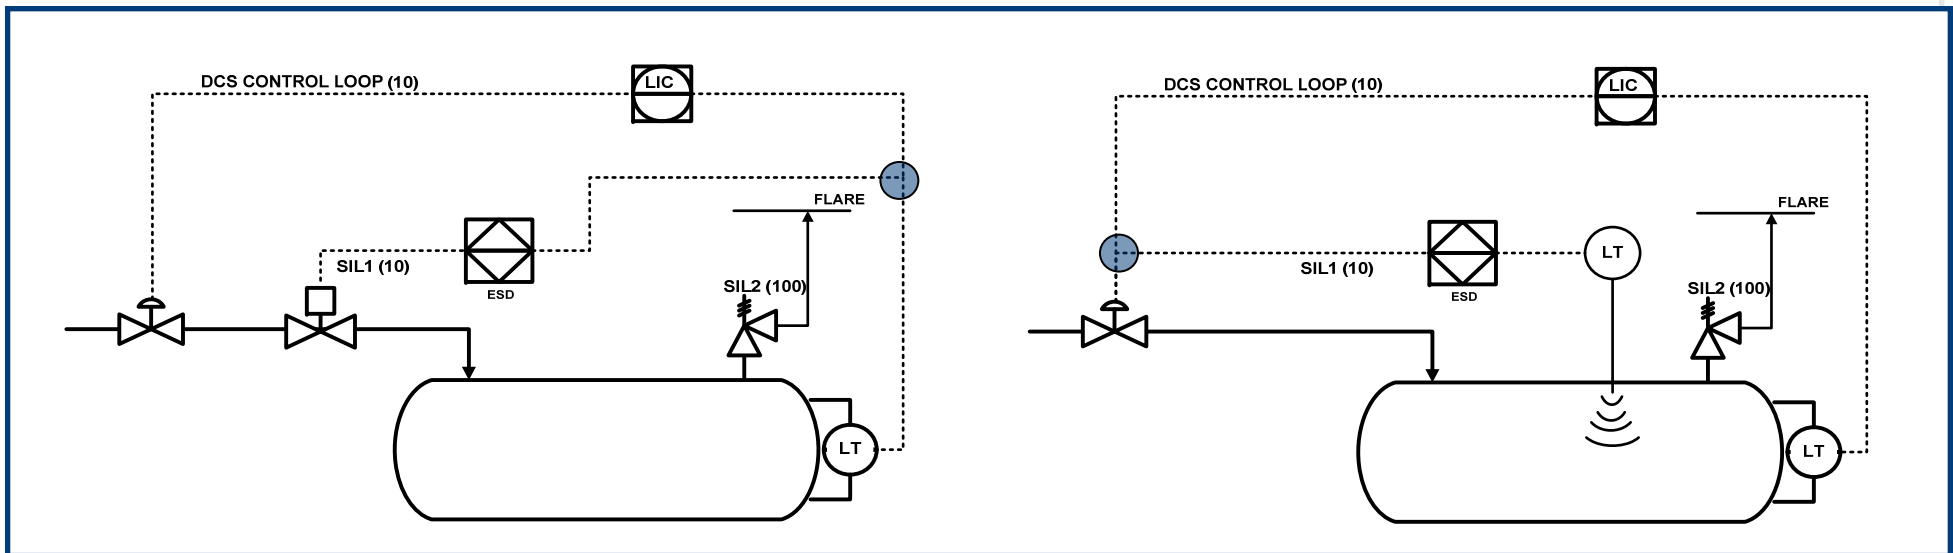 DCS CONTROL LOOP (10)
LIC
FLARE
SIL1 (10)
ESD
SIL2 (100)
LT
DCS CONTROL LOOP (10)
LIC
FLARE
LT
SIL1 (10)
ESD
SIL2 (100)
LT